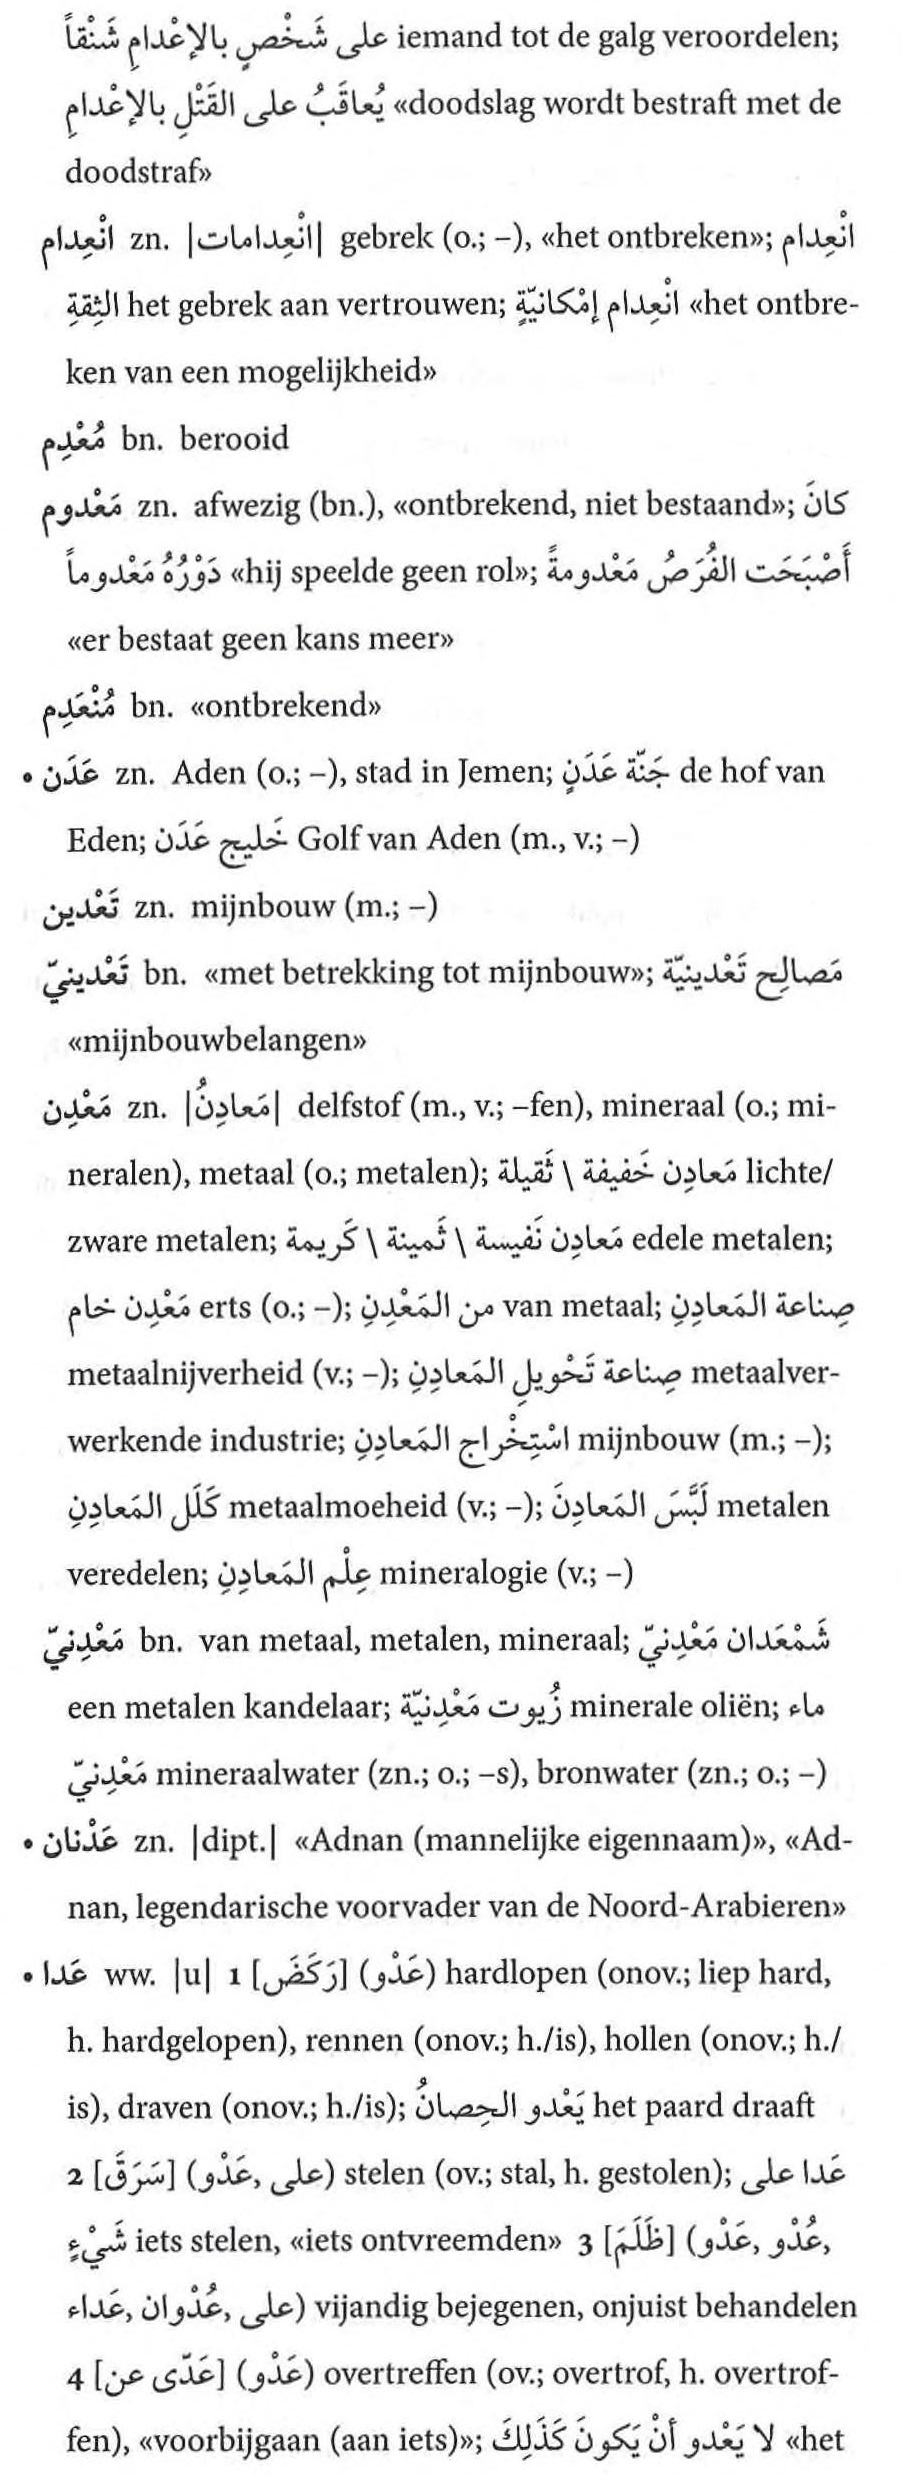 على شَخْصٍ بالإعْدامِ شَنْقاً iemand tot de galg veroordelen;
يُعاقَبُ على القَتْلِ بالإعْدامِ «doodslag wordt bestraft met de
doodstraf»
انْعِدام zn. |انْعِدامات| gebrek (o.; –), «het ontbreken»; انْعِدام
الثِقةِ het gebrek aan vertrouwen; انْعِدام إمْكانيّةٍ «het ontbre-
ken van een mogelijkheid»
مُعْدِم bn. berooid
مَعْدوم zn. afwezig (bn.), «ontbrekend, niet bestaand»; كانَ
دَوْرُهُ مَعْدوماً «hij speelde geen rol»; أَصْبَحَت الفُرَصُ مَعْدومةً
«er bestaat geen kans meer»
مُنْعَدِم bn. «ontbrekend»
• عَدَن zn. Aden (o.; –), stad in Jemen; جَنّة عَدَنٍ de hof van
Eden; خَليج عَدَن Golf van Aden (m., v.; –)
تَعْدين zn. mijnbouw (m.; –)
تَعْدينيّ bn. «met betrekking tot mijnbouw»; مَصالِح تَعْدينيّة
«mijnbouwbelangen»
مَعْدِن zn. |مَعادِنُ| delfstof (m., v.; –fen), mineraal (o.; mi-
neralen), metaal (o.; metalen); مَعادِن خَفيفة \ ثَقيلة lichte/
zware metalen; مَعادِن نَفيسة \ ثَمينة \ كَريمة edele metalen;
مَعْدِن خام erts (o.; –); من المَعْدِنِ van metaal; صِناعة المَعادِنِ
metaalnijverheid (v.; –); صِناعة تَحْويلِ المَعادِنِ metaalver-
werkende industrie; اسْتِخْراج المَعادِنِ mijnbouw (m.; –);
كَلَل المَعادِنِ metaalmoeheid (v.; –); لَبَّسَ المَعادِنَ metalen
veredelen; عِلْم المَعادِنِ mineralogie (v.; –)
مَعْدِنيّ bn. van metaal, metalen, mineraal; شَمْعَدان مَعْدِنيّ
een metalen kandelaar; زُيوت مَعْدِنيّة minerale oliën; ماء
مَعْدِنيّ mineraalwater (zn.; o.; –s), bronwater (zn.; o.; –)
• عَدْنان zn. |dipt.| «Adnan (mannelijke eigennaam)», «Ad-
nan, legendarische voorvader van de Noord-Arabieren»
• عَدا ww. |u| 1 [رَكَضَ] (عَدْو) hardlopen (onov.; liep hard,
h. hardgelopen), rennen (onov.; h./is), hollen (onov.; h./
is), draven (onov.; h./is); يَعْدو الحِصانُ het paard draaft
2 [سَرَقَ] (على ,عَدْو) stelen (ov.; stal, h. gestolen); عَدا على
شَيْءٍ iets stelen, «iets ontvreemden» 3 [ظَلَمَ] (عُدْو ,عَدْو,
عَداء ,عُدْوان ,على) vijandig bejegenen, onjuist behandelen
4 [عَدّى عن] (عَدْو) overtreffen (ov.; overtrof, h. overtrof-
fen), «voorbijgaan (aan iets)»; لا يَعْدو أنْ يَكونَ كَذَلِكَ «het